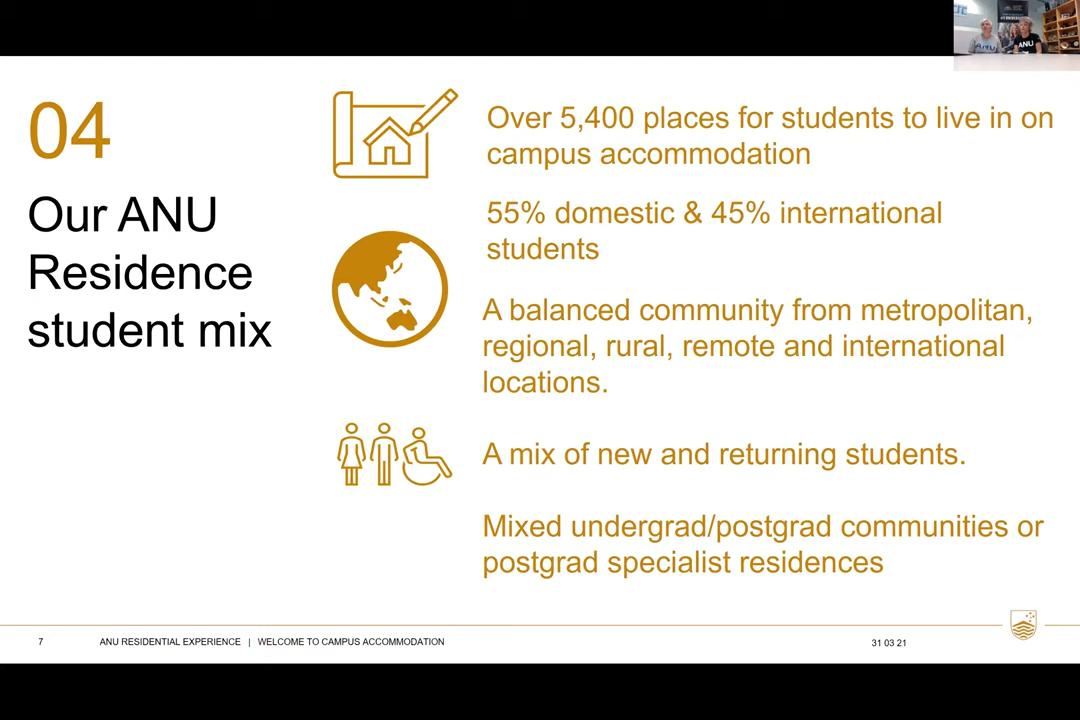 04
Our ANU
Residence
student mix
Over 5,400 places for students to live in on
campus accommodation
55% domestic & 45% international
students
A balanced community from metropolitan,
regional, rural, remote and international
locations.
A mix of new and returning students.
Mixed undergrad/postgrad communities or
postgrad specialist residences
7 ANU RESIDENTIAL EXPERIENCE | WELCOME TO CAMPUS ACCOMMODATION 31 03 21
ANU
ANU